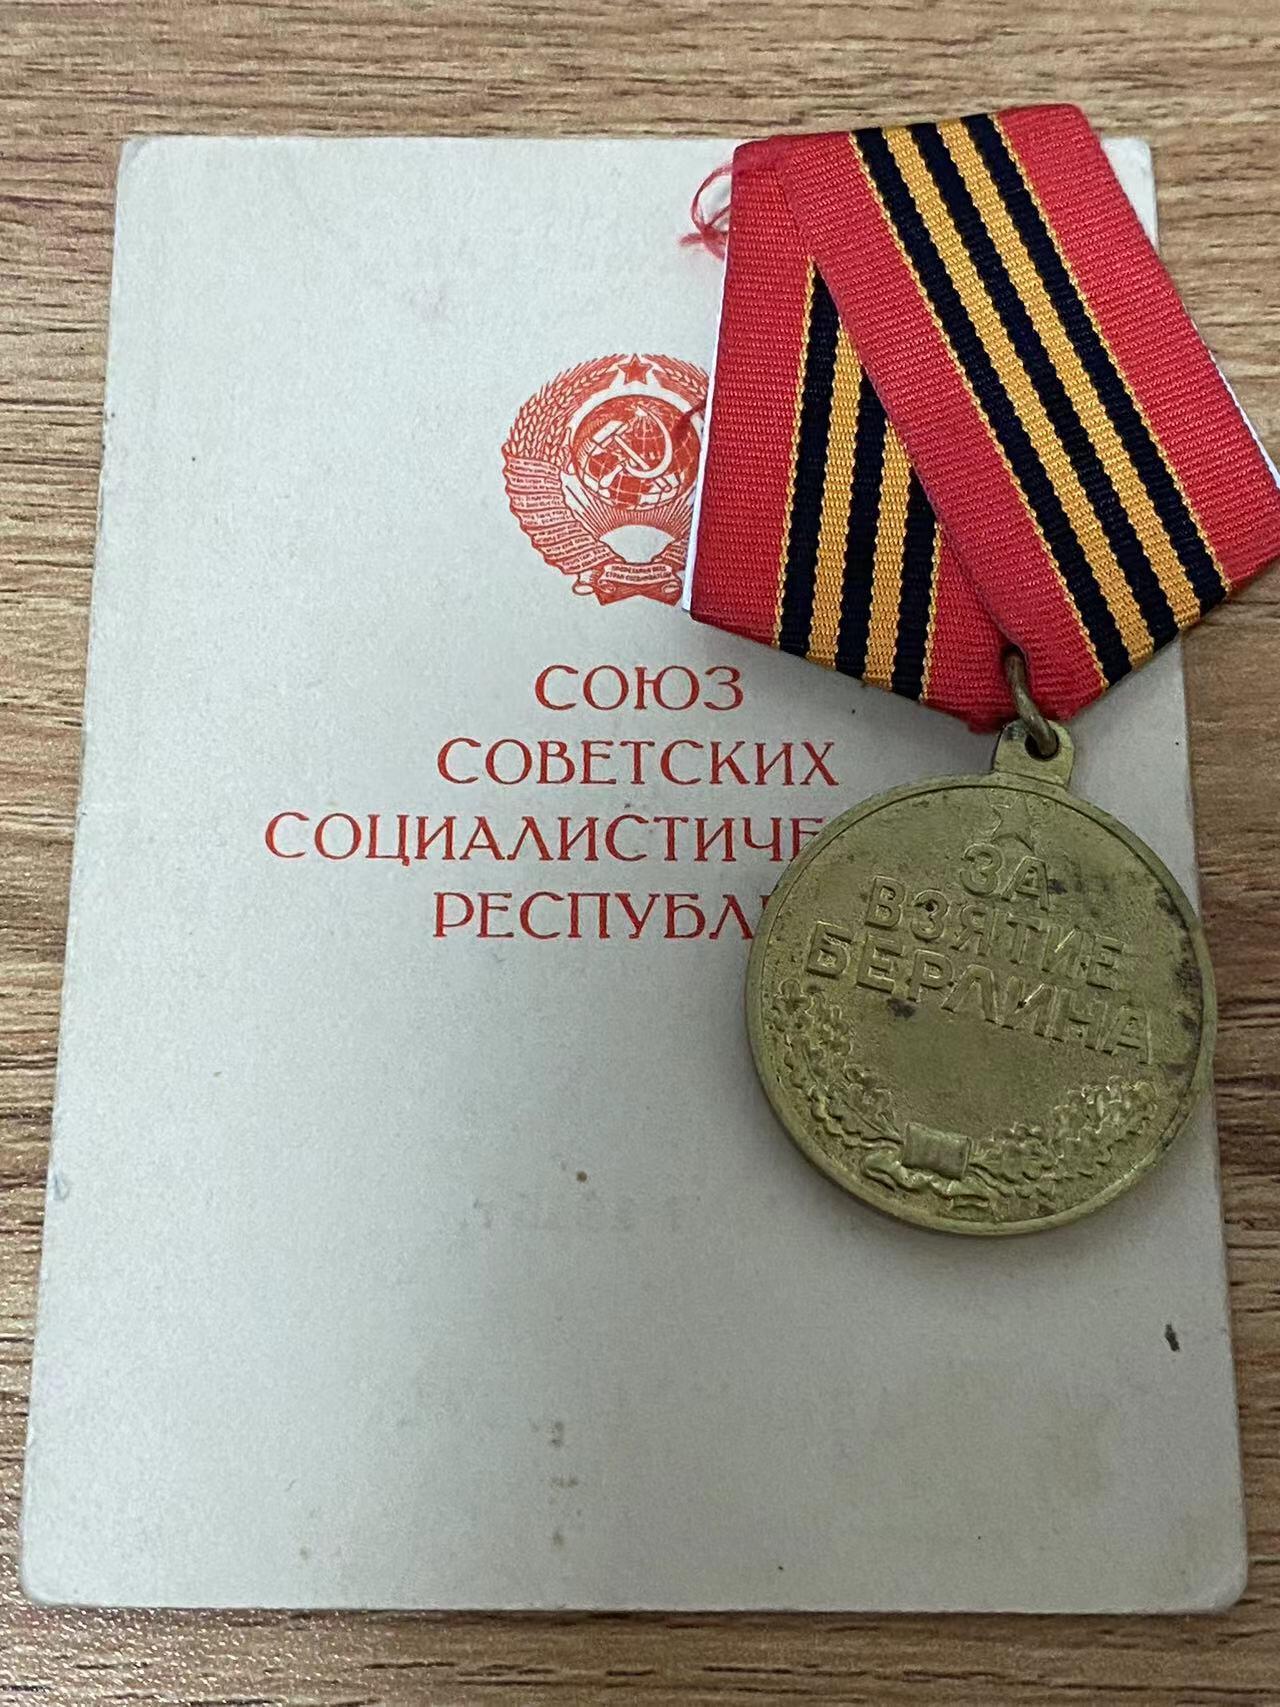 СОЮЗ
СОВЕТСКИХ
СОЦИАЛИСТИЧЕ
РЕСПУБЛ
ЗА
ВЗЯТИЕ
БЕРЛИНА